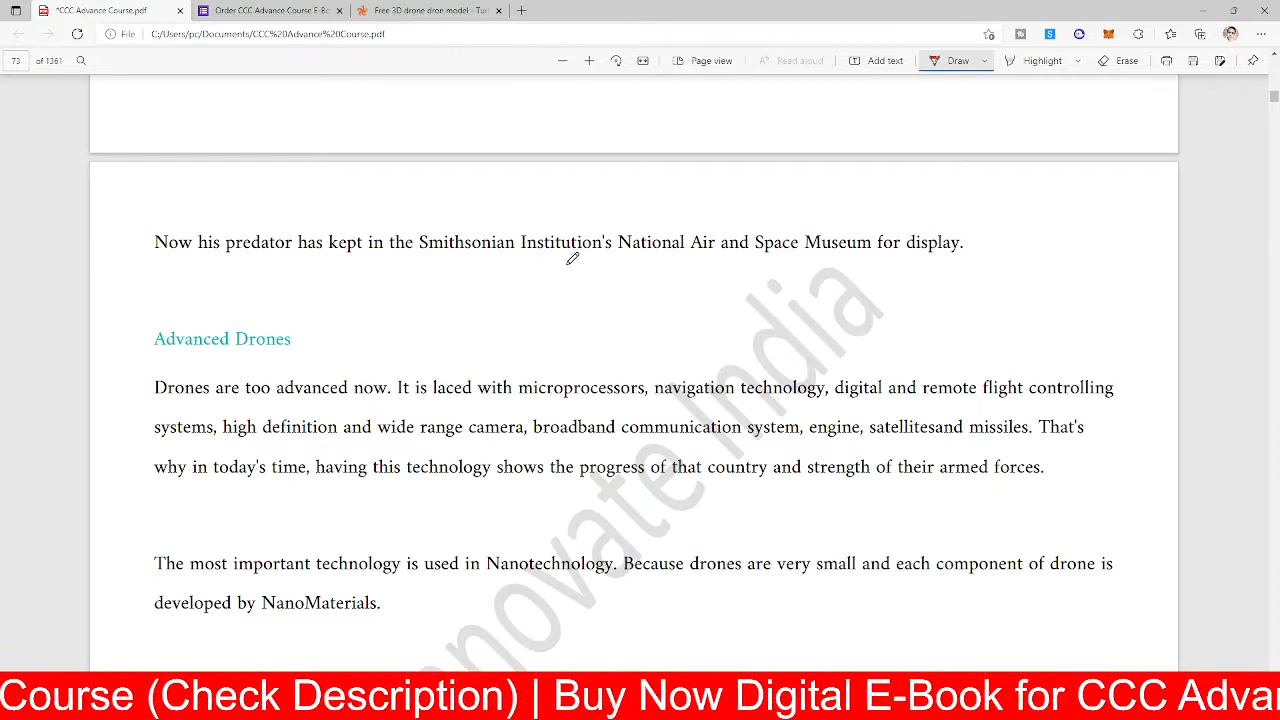 *CCC Advance Course.pdf
Order CCC Advance Course E-Bo
Free 3D drone dron model - Tur
File
C:/Users/pc/Documents/CCC%20Advance%20Course.pdf
73 of 1361
Page view
Read aloud
Add text
Draw
Highlight
Erase
Now his predator has kept in the Smithsonian Institution's National Air and Space Museum for display.
Advanced Drones
Drones are too advanced now. It is laced with microprocessors, navigation technology, digital and remote flight controlling
systems, high definition and wide range camera, broadband communication system, engine, satellitesand missiles. That's
why in today's time, having this technology shows the progress of that country and strength of their armed forces.
The most important technology is used in Nanotechnology. Because drones are very small and each component of drone is
developed by NanoMaterials.
novate India
Course (Check Description) | Buy Now Digital E-Book for CCC Adva